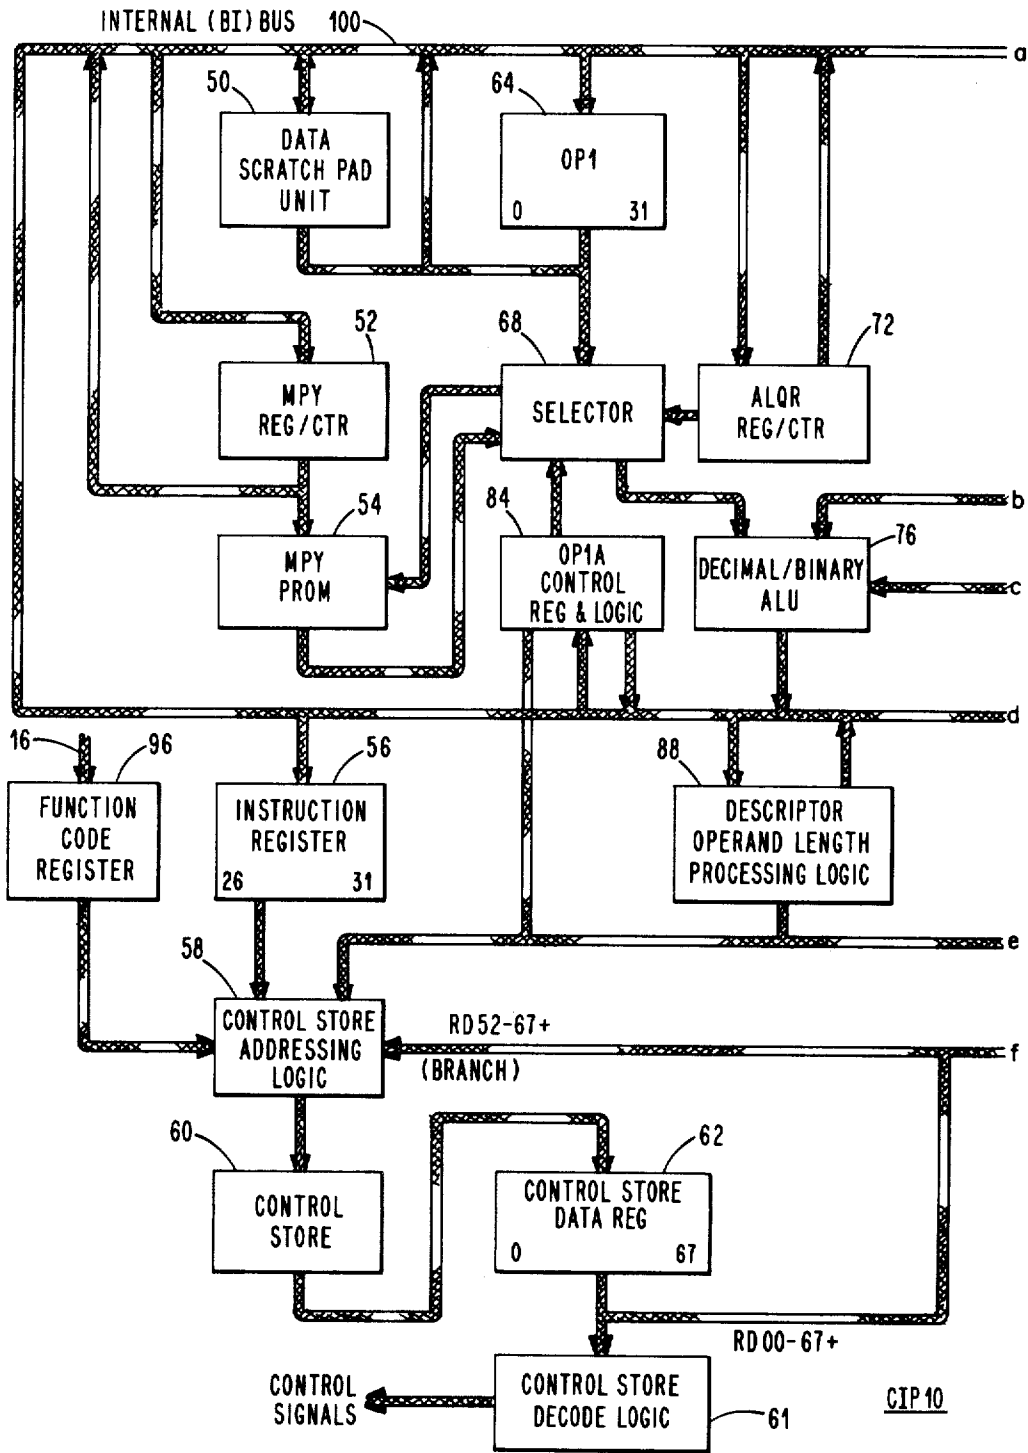 INTERNAL (BI) BUS 100
a
50
64
DATA
SCRATCH PAD
UNIT
OP1
0 31
52
68
72
MPY
REG/CTR
SELECTOR
ALQR
REG/CTR
b
54
84
76
MPY
PROM
OP1A
CONTROL
REG & LOGIC
DECIMAL/BINARY
ALU
c
d
16
96
56
88
FUNCTION
CODE
REGISTER
INSTRUCTION
REGISTER
26 31
DESCRIPTOR
OPERAND LENGTH
PROCESSING LOGIC
e
58
CONTROL STORE
ADDRESSING
LOGIC
RD52-67+
(BRANCH)
f
60
62
CONTROL
STORE
CONTROL STORE
DATA REG
0 67
RD00-67+
CONTROL
SIGNALS
CONTROL STORE
DECODE LOGIC
61
CIP10